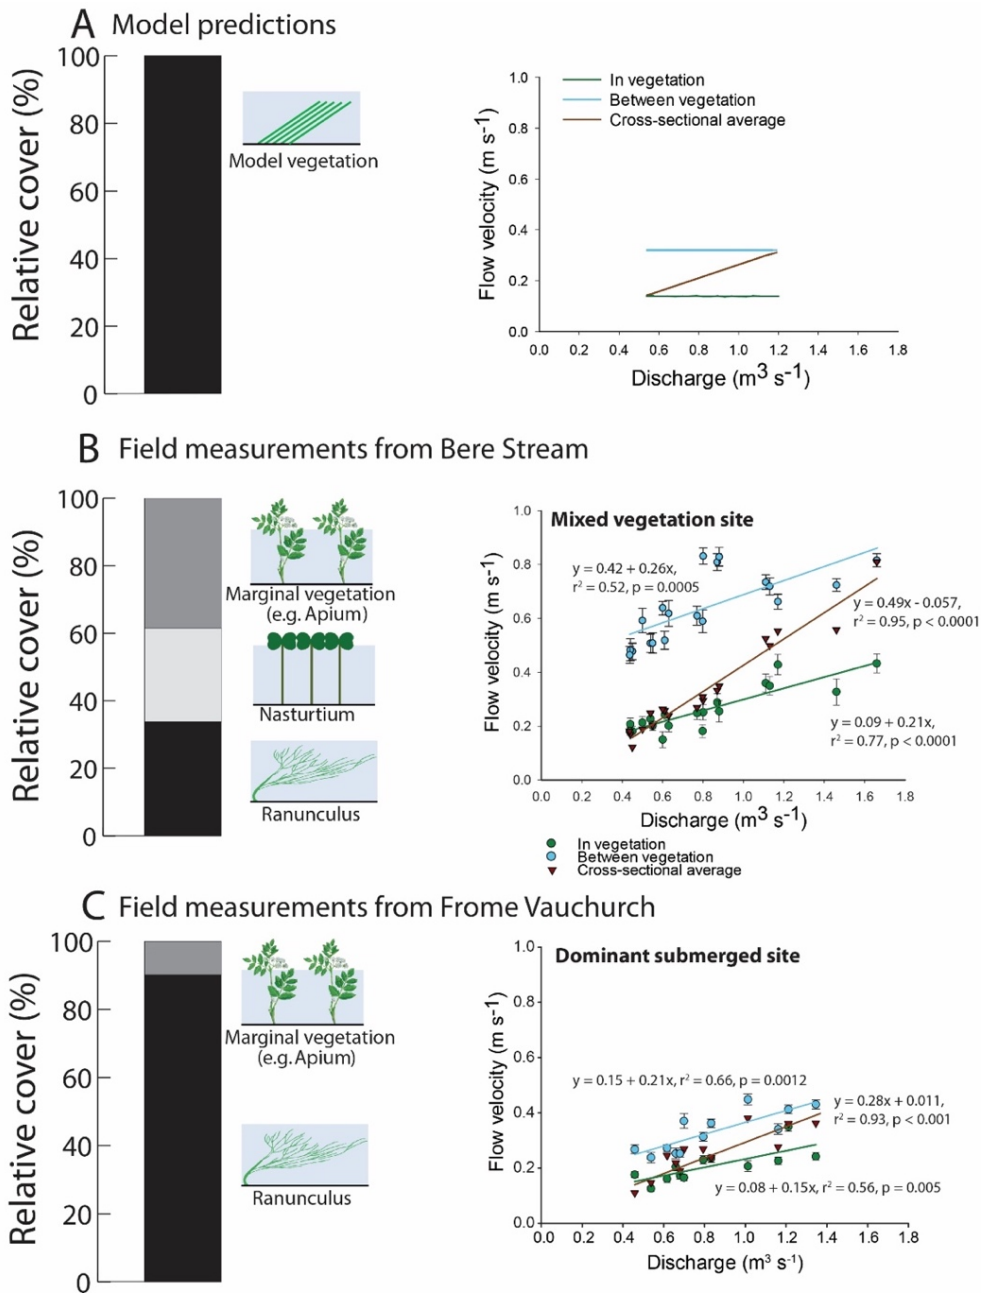 A Model predictions
Relative cover (%)
100
80
60
40
20
0
Model vegetation
Flow velocity (m s-1)
1.0
0.8
0.6
0.4
0.2
0.0
In vegetation
Between vegetation
Cross-sectional average
0.0 0.2 0.4 0.6 0.8 1.0 1.2 1.4 1.6 1.8
Discharge (m3 s-1)
B Field measurements from Bere Stream
Relative cover (%)
100
80
60
40
20
0
Marginal vegetation
(e.g. Apium)
Nasturtium
Ranunculus
Flow velocity (m s-1)
1.0
0.8
0.6
0.4
0.2
0.0
Mixed vegetation site
y = 0.42 + 0.26x,
r2 = 0.52, p = 0.0005
y = 0.49x - 0.057,
r2 = 0.95, p < 0.0001
y = 0.09 + 0.21x,
r2 = 0.77, p < 0.0001
0.0 0.2 0.4 0.6 0.8 1.0 1.2 1.4 1.6 1.8
Discharge (m3 s-1)
In vegetation
Between vegetation
Cross-sectional average
C Field measurements from Frome Vauchurch
Relative cover (%)
100
80
60
40
20
0
Marginal vegetation
(e.g. Apium)
Ranunculus
Flow velocity (m s-1)
1.0
0.8
0.6
0.4
0.2
0.0
Dominant submerged site
y = 0.15 + 0.21x, r2 = 0.66, p = 0.0012
y = 0.28x + 0.011,
r2 = 0.93, p < 0.001
y = 0.08 + 0.15x, r2 = 0.56, p = 0.005
0.0 0.2 0.4 0.6 0.8 1.0 1.2 1.4 1.6 1.8
Discharge (m3 s-1)